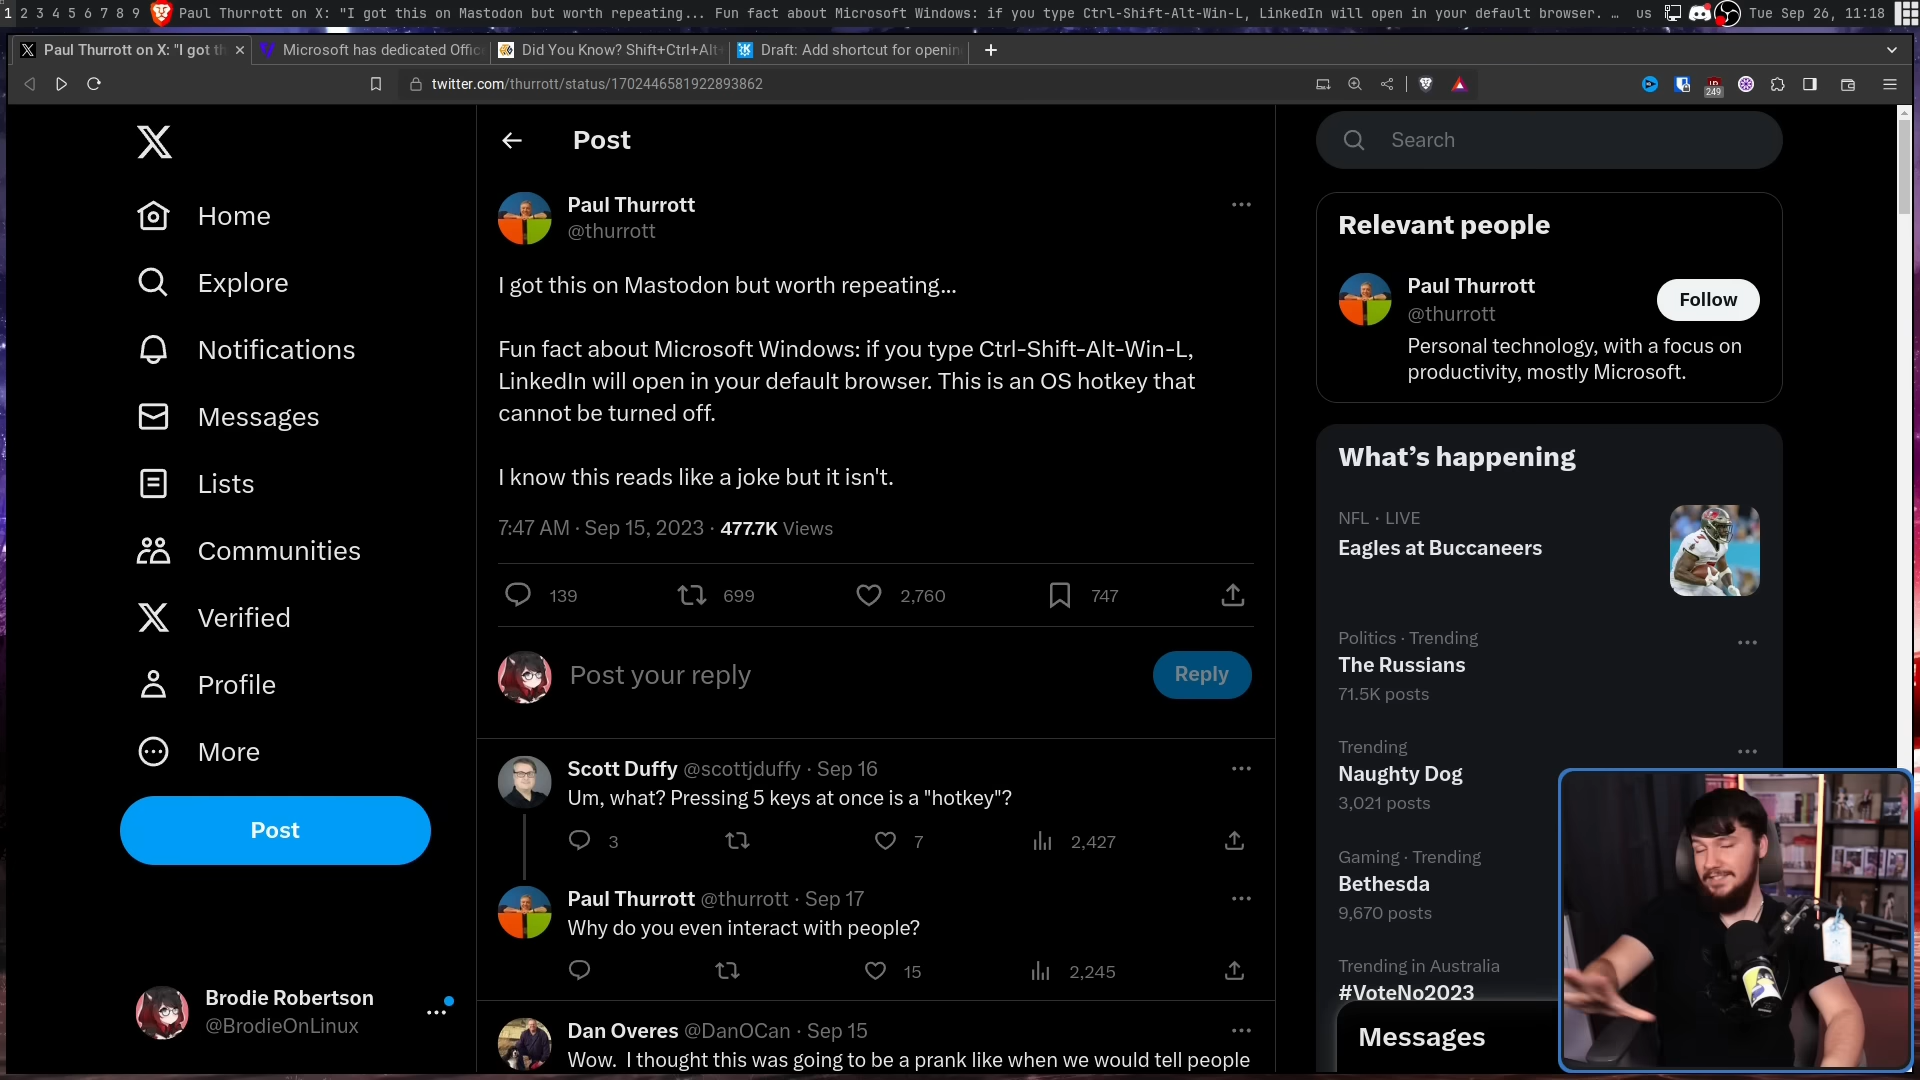 1 2 3 4 5 6 7 8 9 Paul Thurrott on X: "I got this on Mastodon but worth repeating... Fun fact about Microsoft Windows: if you type Ctrl-Shift-Alt-Win-L, LinkedIn will open in your default browser. … us Tue Sep 26, 11:18
Paul Thurrott on X: "I got th
Microsoft has dedicated Offic
Did You Know? Shift+Ctrl+Alt
Draft: Add shortcut for openin
twitter.com/thurrott/status/1702446581922893862
249
Home
Explore
Notifications
Messages
Lists
Communities
Verified
Profile
More
Post
Brodie Robertson
@BrodieOnLinux
Post
Paul Thurrott
@thurrott
I got this on Mastodon but worth repeating...
Fun fact about Microsoft Windows: if you type Ctrl-Shift-Alt-Win-L,
LinkedIn will open in your default browser. This is an OS hotkey that
cannot be turned off.
I know this reads like a joke but it isn't.
7:47 AM · Sep 15, 2023 · 477.7K Views
139 699 2,760 747
Post your reply
Reply
Scott Duffy @scottjduffy · Sep 16
Um, what? Pressing 5 keys at once is a "hotkey"?
3 7 2,427
Paul Thurrott @thurrott · Sep 17
Why do you even interact with people?
15 2,245
Dan Overes @DanOCan · Sep 15
Wow. I thought this was going to be a prank like when we would tell people
Search
Relevant people
Paul Thurrott
@thurrott
Follow
Personal technology, with a focus on
productivity, mostly Microsoft.
What's happening
NFL · LIVE
Eagles at Buccaneers
Politics · Trending
The Russians
71.5K posts
Trending
Naughty Dog
3,021 posts
Gaming · Trending
Bethesda
9,670 posts
Trending in Australia
#VoteNo2023
Messages